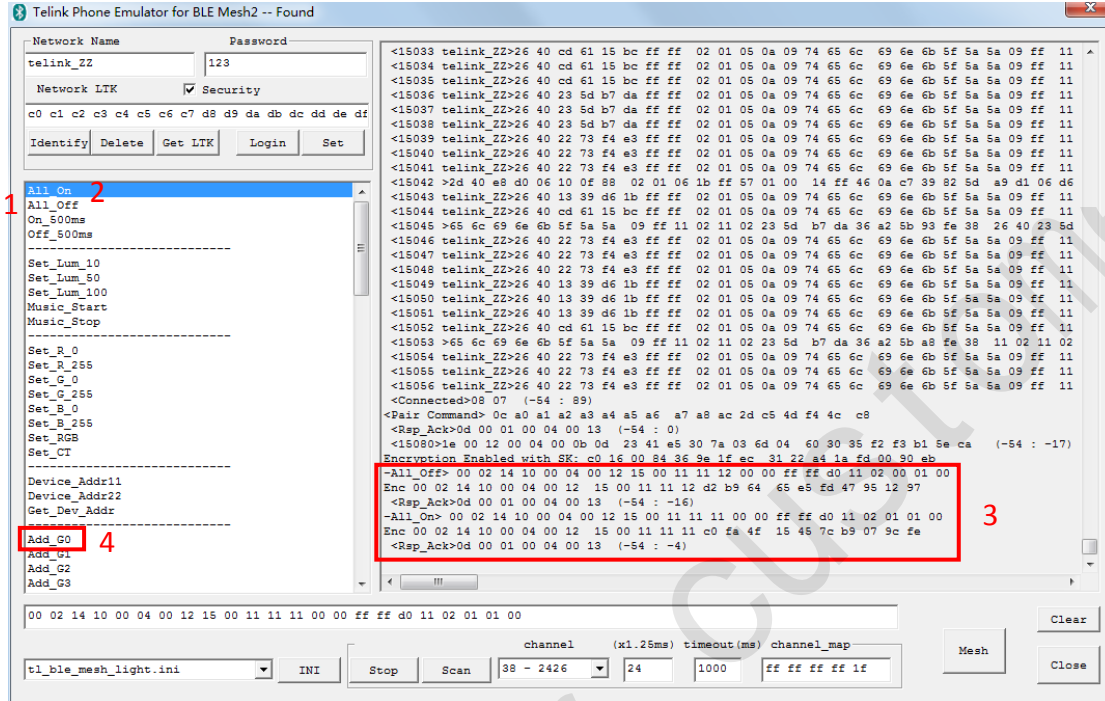 Telink Phone Emulator for BLE Mesh2 -- Found
Network Name Password
telink_ZZ 123
Network LTK Security
c0 c1 c2 c3 c4 c5 c6 c7 d8 d9 da db dc dd de df
Identify Delete Get LTK Login Set
1
2
All_On
All_Off
On_500ms
Off_500ms
----------------------------
Set_Lum_10
Set_Lum_50
Set_Lum_100
Music_Start
Music_Stop
----------------------------
Set_R_0
Set_R_255
Set_G_0
Set_G_255
Set_B_0
Set_B_255
Set_RGB
Set_CT
----------------------------
Device_Addr11
Device_Addr22
Get_Dev_Addr
----------------------------
Add_G0
4
Add_G1
Add_G2
Add_G3
<15033 telink_ZZ>26 40 cd 61 15 bc ff ff 02 01 05 0a 09 74 65 6c 69 6e 6b 5f 5a 5a 09 ff 11
<15034 telink_ZZ>26 40 cd 61 15 bc ff ff 02 01 05 0a 09 74 65 6c 69 6e 6b 5f 5a 5a 09 ff 11
<15035 telink_ZZ>26 40 cd 61 15 bc ff ff 02 01 05 0a 09 74 65 6c 69 6e 6b 5f 5a 5a 09 ff 11
<15036 telink_ZZ>26 40 23 5d b7 da ff ff 02 01 05 0a 09 74 65 6c 69 6e 6b 5f 5a 5a 09 ff 11
<15037 telink_ZZ>26 40 23 5d b7 da ff ff 02 01 05 0a 09 74 65 6c 69 6e 6b 5f 5a 5a 09 ff 11
<15038 telink_ZZ>26 40 23 5d b7 da ff ff 02 01 05 0a 09 74 65 6c 69 6e 6b 5f 5a 5a 09 ff 11
<15039 telink_ZZ>26 40 22 73 f4 e3 ff ff 02 01 05 0a 09 74 65 6c 69 6e 6b 5f 5a 5a 09 ff 11
<15040 telink_ZZ>26 40 22 73 f4 e3 ff ff 02 01 05 0a 09 74 65 6c 69 6e 6b 5f 5a 5a 09 ff 11
<15041 telink_ZZ>26 40 22 73 f4 e3 ff ff 02 01 05 0a 09 74 65 6c 69 6e 6b 5f 5a 5a 09 ff 11
<15042 >2d 40 e8 d0 06 10 0f 88 02 01 06 1b ff 57 01 00 14 ff 46 0a c7 39 82 5d a9 d1 06 d6
<15043 telink_ZZ>26 40 13 39 d6 1b ff ff 02 01 05 0a 09 74 65 6c 69 6e 6b 5f 5a 5a 09 ff 11
<15044 telink_ZZ>26 40 cd 61 15 bc ff ff 02 01 05 0a 09 74 65 6c 69 6e 6b 5f 5a 5a 09 ff 11
<15045 >65 6c 69 6e 6b 5f 5a 5a 09 ff 11 02 11 02 23 5d b7 da 36 a2 5b 93 fe 38 26 40 23 5d
<15046 telink_ZZ>26 40 22 73 f4 e3 ff ff 02 01 05 0a 09 74 65 6c 69 6e 6b 5f 5a 5a 09 ff 11
<15047 telink_ZZ>26 40 22 73 f4 e3 ff ff 02 01 05 0a 09 74 65 6c 69 6e 6b 5f 5a 5a 09 ff 11
<15048 telink_ZZ>26 40 22 73 f4 e3 ff ff 02 01 05 0a 09 74 65 6c 69 6e 6b 5f 5a 5a 09 ff 11
<15049 telink_ZZ>26 40 13 39 d6 1b ff ff 02 01 05 0a 09 74 65 6c 69 6e 6b 5f 5a 5a 09 ff 11
<15050 telink_ZZ>26 40 13 39 d6 1b ff ff 02 01 05 0a 09 74 65 6c 69 6e 6b 5f 5a 5a 09 ff 11
<15051 telink_ZZ>26 40 13 39 d6 1b ff ff 02 01 05 0a 09 74 65 6c 69 6e 6b 5f 5a 5a 09 ff 11
<15052 telink_ZZ>26 40 cd 61 15 bc ff ff 02 01 05 0a 09 74 65 6c 69 6e 6b 5f 5a 5a 09 ff 11
<15053 >65 6c 69 6e 6b 5f 5a 5a 09 ff 11 02 11 02 23 5d b7 da 36 a2 5b a8 fe 38 11 02 11 02
<15054 telink_ZZ>26 40 22 73 f4 e3 ff ff 02 01 05 0a 09 74 65 6c 69 6e 6b 5f 5a 5a 09 ff 11
<15055 telink_ZZ>26 40 22 73 f4 e3 ff ff 02 01 05 0a 09 74 65 6c 69 6e 6b 5f 5a 5a 09 ff 11
<15056 telink_ZZ>26 40 22 73 f4 e3 ff ff 02 01 05 0a 09 74 65 6c 69 6e 6b 5f 5a 5a 09 ff 11
<Connected>08 07 (-54 : 89)
<Pair Command> 0c a0 a1 a2 a3 a4 a5 a6 a7 a8 ac 2d c5 4d f4 4c c8
<Rsp_Ack>0d 00 01 00 04 00 13 (-54 : 0)
<15080>1e 00 12 00 04 00 0b 0d 23 41 e5 30 7a 03 6d 04 60 30 35 f2 f3 b1 5e ca (-54 : -17)
Encryption Enabled with SK: c0 16 00 84 36 9e 1f ec 31 22 a4 1a fd 00 90 eb
-All_Off> 00 02 14 10 00 04 00 12 15 00 11 11 12 00 00 ff ff d0 11 02 00 01 00
Enc 00 02 14 10 00 04 00 12 15 00 11 11 12 d2 b9 64 65 e5 fd 47 95 12 97
<Rsp_Ack>0d 00 01 00 04 00 13 (-54 : -16)
-All_On> 00 02 14 10 00 04 00 12 15 00 11 11 11 00 00 ff ff d0 11 02 01 01 00
Enc 00 02 14 10 00 04 00 12 15 00 11 11 11 c0 fa 4f 15 45 7c b9 07 9c fe
<Rsp_Ack>0d 00 01 00 04 00 13 (-54 : -4)
3
00 02 14 10 00 04 00 12 15 00 11 11 11 00 00 ff ff d0 11 02 01 01 00
Clear
channel (x1.25ms) timeout(ms) channel_map
tl_ble_mesh_light.ini INI Stop Scan 38 - 2426 24 1000 ff ff ff ff 1f Mesh Close